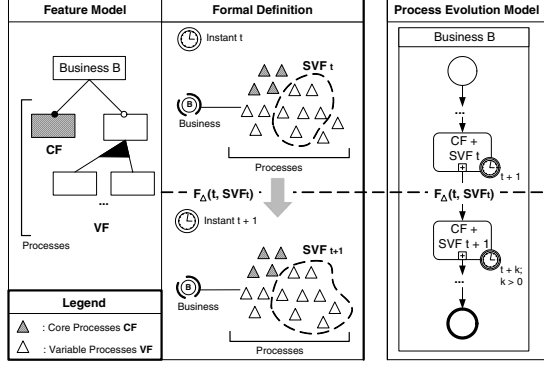 Feature Model
Business B
CF
...
VF
Processes
Legend
: Core Processes CF
: Variable Processes VF
Formal Definition
Instant t
SVF t
B
Business
Processes
F∆(t, SVFt)
Instant t + 1
SVF t+1
B
Business
Processes
Process Evolution Model
Business B
...
CF +
SVF t
+
t + 1
F∆(t, SVFt)
...
CF +
SVF t + 1
+
t + k;
k > 0
...